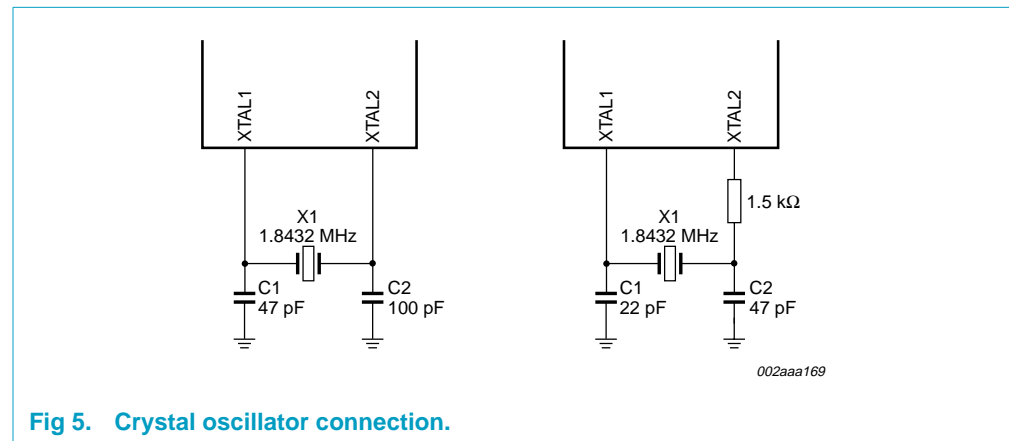 XTAL1
XTAL2
X1
1.8432 MHz
C1
47 pF
C2
100 pF
XTAL1
XTAL2
1.5 kΩ
X1
1.8432 MHz
C1
22 pF
C2
47 pF
002aaa169
Fig 5. Crystal oscillator connection.